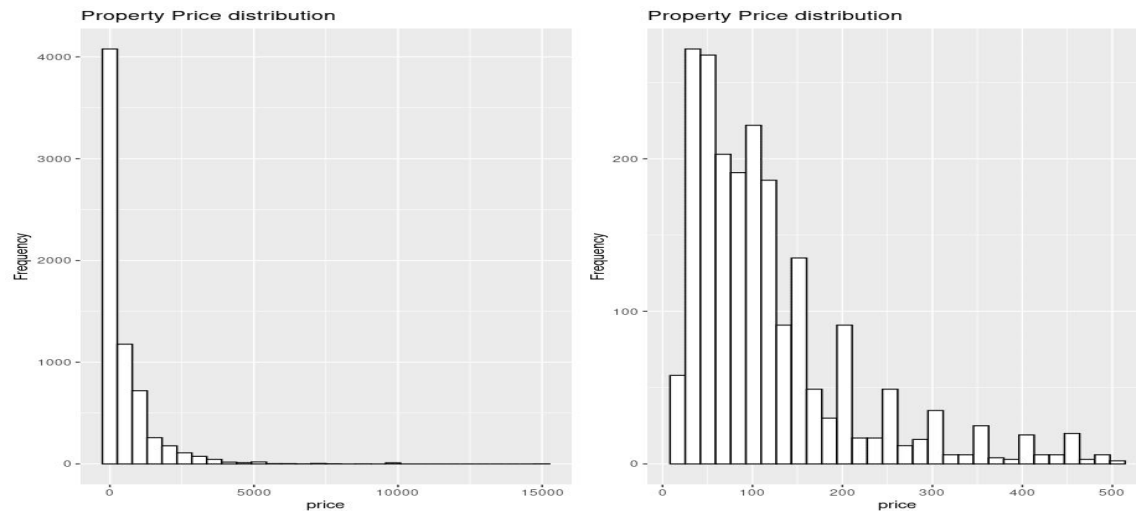 Property Price distribution
4000
3000
2000
1000
0
Frequency
0 5000 10000 15000
price
Property Price distribution
200
100
0
Frequency
0 100 200 300 400 500
price